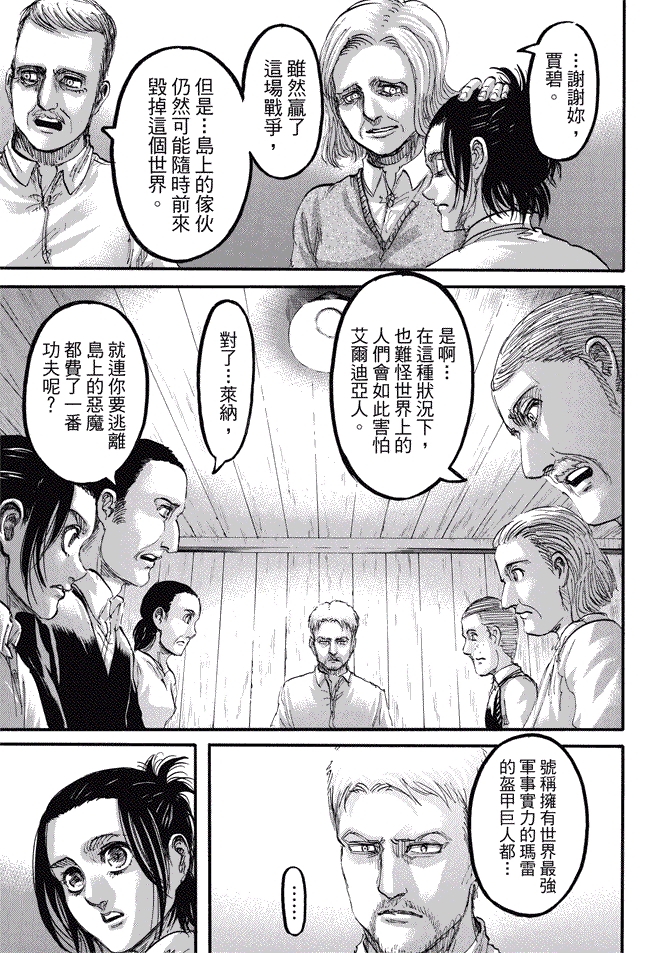 …謝謝妳，
賈碧。
雖然贏了
這場戰爭，
但是…島上的傢伙
仍然可能隨時前來
毀掉這個世界。
是啊…
在這種狀況下，
也難怪世界上的
人們會如此害怕
艾爾迪亞人。
對了…萊納，
就連你要逃離
島上的惡魔
都費了一番
功夫呢？
號稱擁有世界最強
軍事實力的瑪雷
的盔甲巨人都…
………